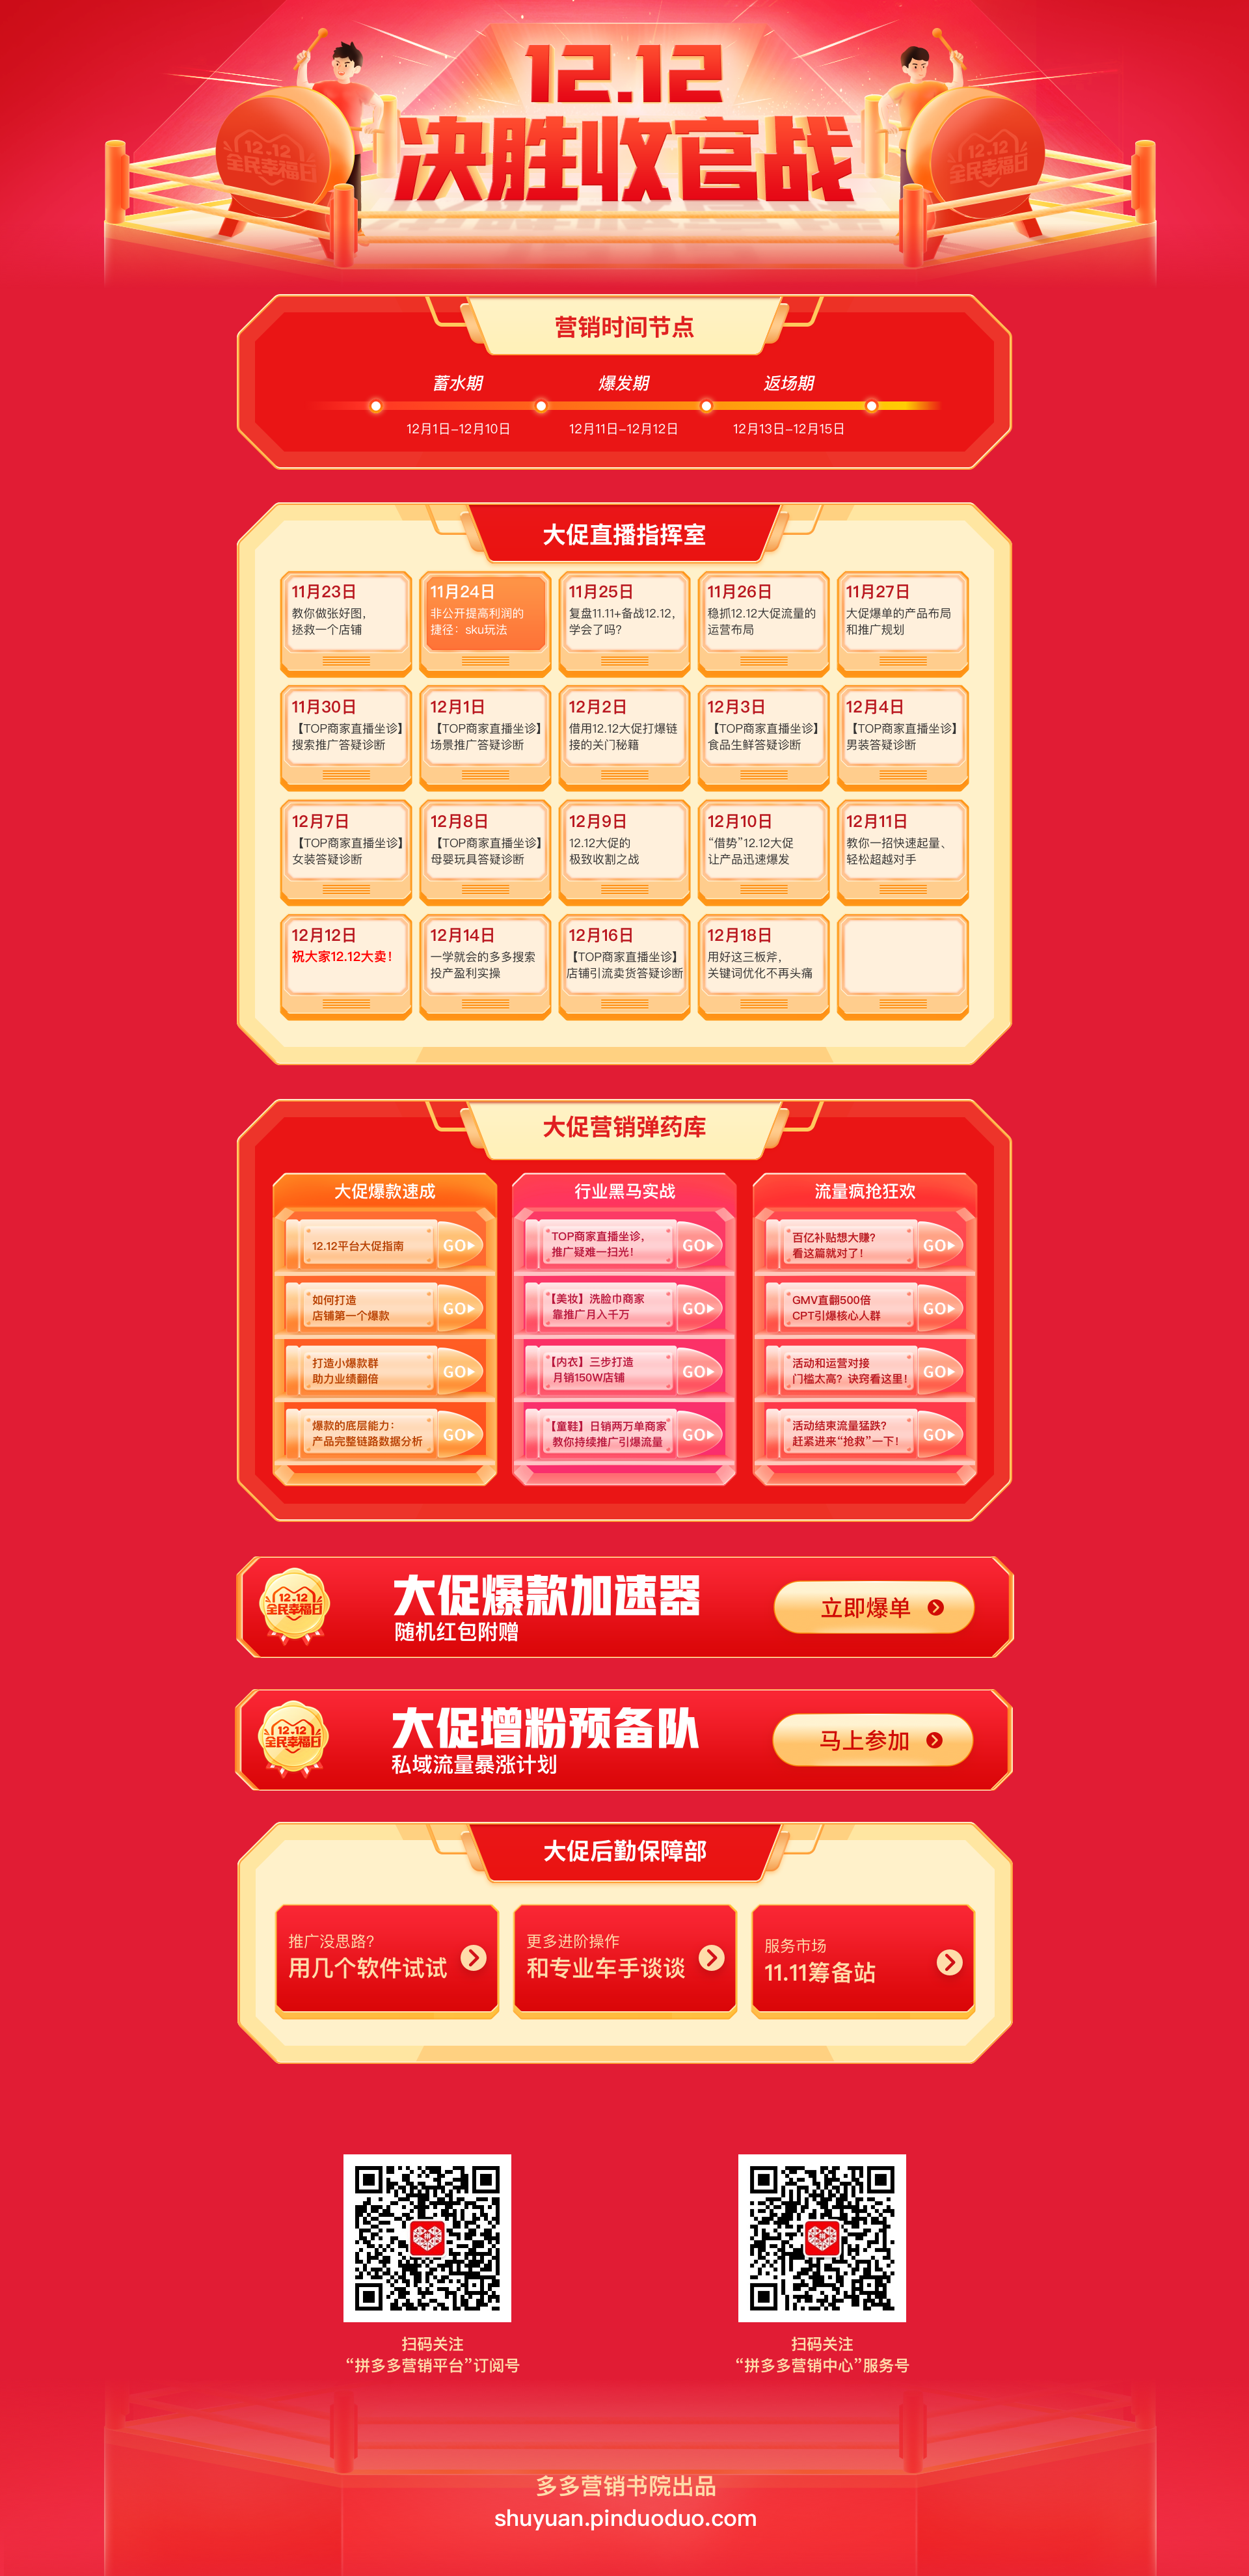 12.12
决胜收官战
12.12
全民幸福日
12.12
全民幸福日
营销时间节点
蓄水期
爆发期
返场期
12月1日-12月10日
12月11日-12月12日
12月13日-12月15日
大促直播指挥室
11月23日
教你做张好图，
拯救一个店铺
11月24日
非公开提高利润的
捷径：sku玩法
11月25日
复盘11.11+备战12.12，
学会了吗？
11月26日
稳抓12.12大促流量的
运营布局
11月27日
大促爆单的产品布局
和推广规划
11月30日
【TOP商家直播坐诊】
搜索推广答疑诊断
12月1日
【TOP商家直播坐诊】
场景推广答疑诊断
12月2日
借用12.12大促打爆链
接的关门秘籍
12月3日
【TOP商家直播坐诊】
食品生鲜答疑诊断
12月4日
【TOP商家直播坐诊】
男装答疑诊断
12月7日
【TOP商家直播坐诊】
女装答疑诊断
12月8日
【TOP商家直播坐诊】
母婴玩具答疑诊断
12月9日
12.12大促的
极致收割之战
12月10日
“借势”12.12大促
让产品迅速爆发
12月11日
教你一招快速起量、
轻松超越对手
12月12日
祝大家12.12大卖！
12月14日
一学就会的多多搜索
投产盈利实操
12月16日
【TOP商家直播坐诊】
店铺引流卖货答疑诊断
12月18日
用好这三板斧，
关键词优化不再头痛
大促营销弹药库
大促爆款速成
12.12平台大促指南
GO
如何打造
店铺第一个爆款
GO
打造小爆款群
助力业绩翻倍
GO
爆款的底层能力：
产品完整链路数据分析
GO
行业黑马实战
TOP商家直播坐诊，
推广疑难一扫光！
GO
【美妆】洗脸巾商家
靠推广月入千万
GO
【内衣】三步打造
月销150W店铺
GO
【童鞋】日销两万单商家
教你持续推广引爆流量
GO
流量疯抢狂欢
百亿补贴想大赚？
看这篇就对了！
GO
GMV直翻500倍
CPT引爆核心人群
GO
活动和运营对接
门槛太高？诀窍看这里！
GO
活动结束流量猛跌？
赶紧进来“抢救”一下！
GO
12.12
全民幸福日
大促爆款加速器
随机红包附赠
立即爆单
12.12
全民幸福日
大促增粉预备队
私域流量暴涨计划
马上参加
大促后勤保障部
推广没思路？
用几个软件试试
更多进阶操作
和专业车手谈谈
服务市场
11.11筹备站
扫码关注
“拼多多营销平台”订阅号
扫码关注
“拼多多营销中心”服务号
多多营销书院出品
shuyuan.pinduoduo.com